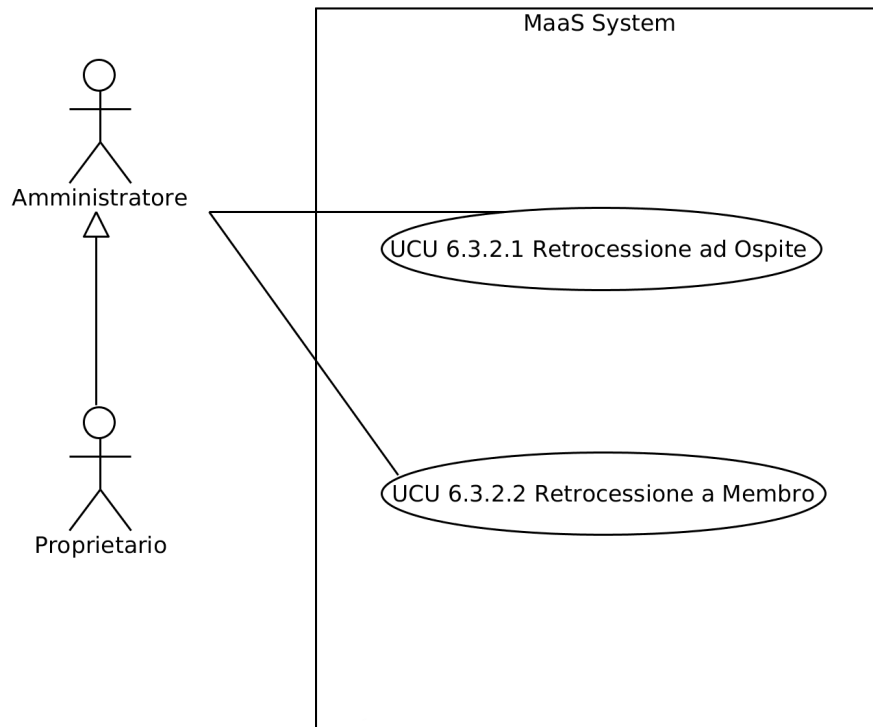 MaaS System
Amministratore
UCU 6.3.2.1 Retrocessione ad Ospite
UCU 6.3.2.2 Retrocessione a Membro
Proprietario